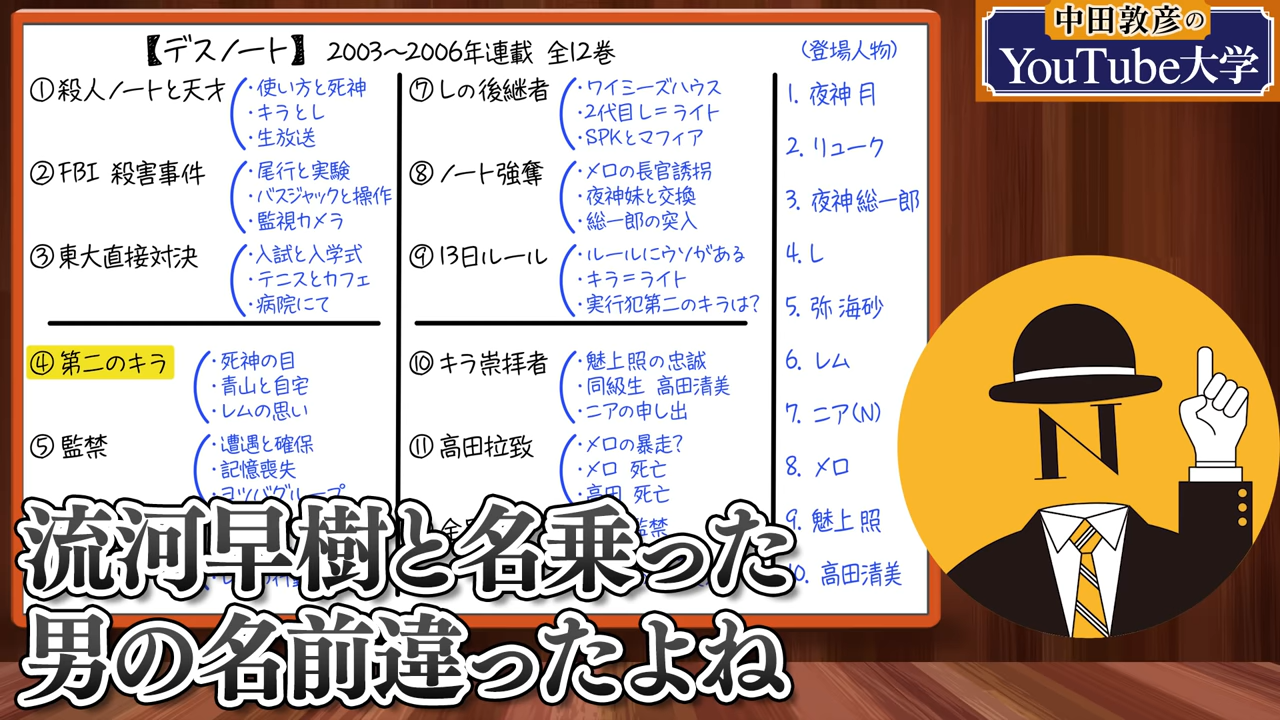 中田敦彦の
YouTube大学
【デスノート】 2003〜2006年連載 全12巻
①殺人ノートと天才
・使い方と死神
・キラとL
・生放送
②FBI 殺害事件
・尾行と実験
・バスジャックと操作
・監視カメラ
③東大直接対決
・入試と入学式
・テニスとカフェ
・病院にて
④第二のキラ
・死神の目
・青山と自宅
・レムの思い
⑤監禁
・遭遇と確保
・記憶喪失
・ヨツバグループ
⑦Lの後継者
・ワイミーズハウス
・2代目L=ライト
・SPKとマフィア
⑧ノート強奪
・メロの長官誘拐
・夜神妹と交換
・総一郎の突入
⑨13日ルール
・ルールにウソがある
・キラ=ライト
・実行犯第二のキラは?
⑩キラ崇拝者
・魅上照の忠誠
・同級生 高田清美
・ニアの申し出
⑪高田拉致
・メロの暴走?
・メロ 死亡
・高田 死亡
監禁
(登場人物)
1. 夜神月
2. リューク
3. 夜神総一郎
4. L
5. 弥海砂
6. レム
7. ニア(N)
8. メロ
9. 魅上照
10. 高田清美
N
流河早樹と名乗った
男の名前違ったよね